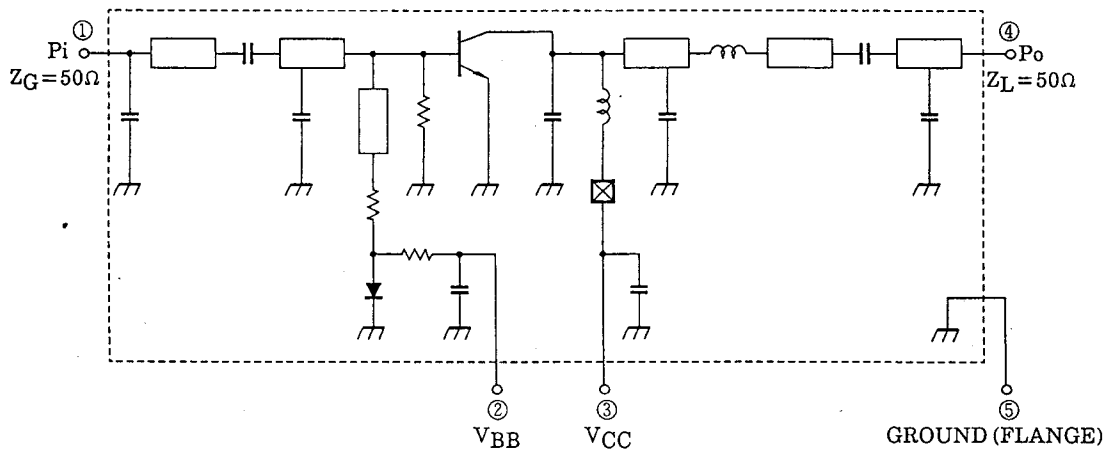 ①
Pi
Z_G=50Ω
④
Po
Z_L=50Ω
②
V_BB
③
V_CC
⑤
GROUND (FLANGE)